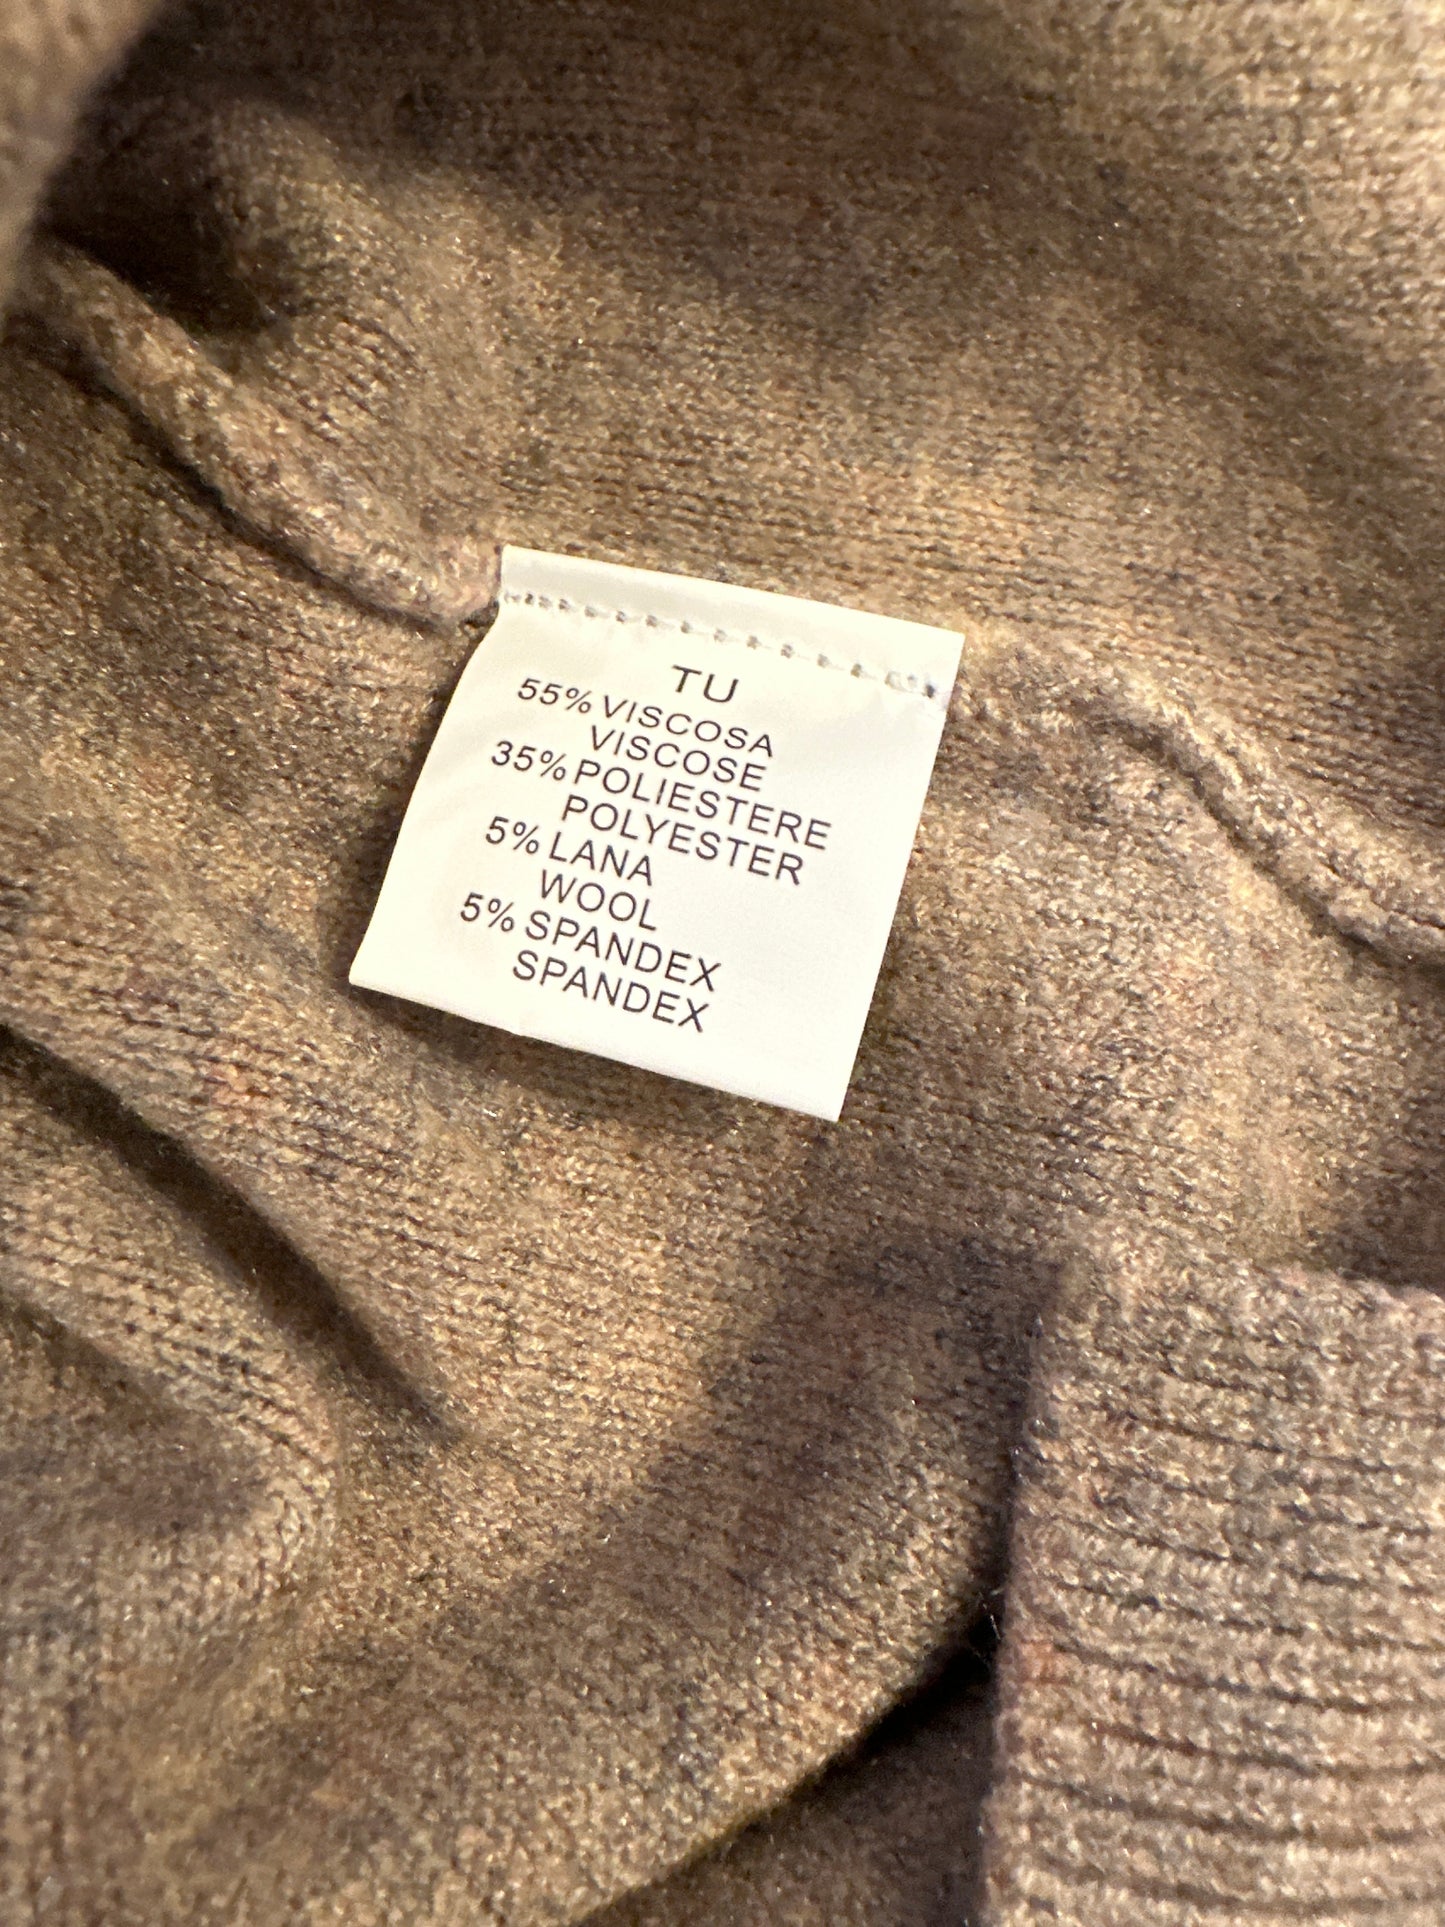 TU
55% VISCOSA
VISCOSE
35% POLIESTERE
POLYESTER
5% LANA
WOOL
5% SPANDEX
SPANDEX